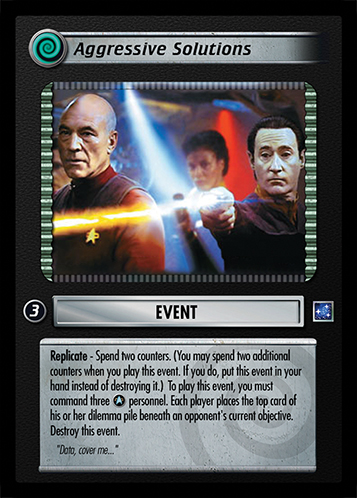 Aggressive Solutions
3
EVENT
Replicate - Spend two counters. (You may spend two additional
counters when you play this event. If you do, put this event in your
hand instead of destroying it.) To play this event, you must
command three personnel. Each player places the top card of
his or her dilemma pile beneath an opponent's current objective.
Destroy this event.
"Data, cover me..."